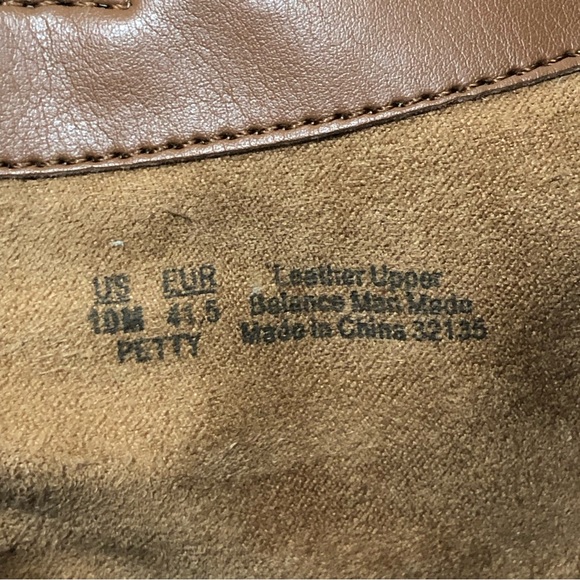 US EUR
10M 41.5
PETTY
Leather Upper
Balance Man Made
Made in China 32135